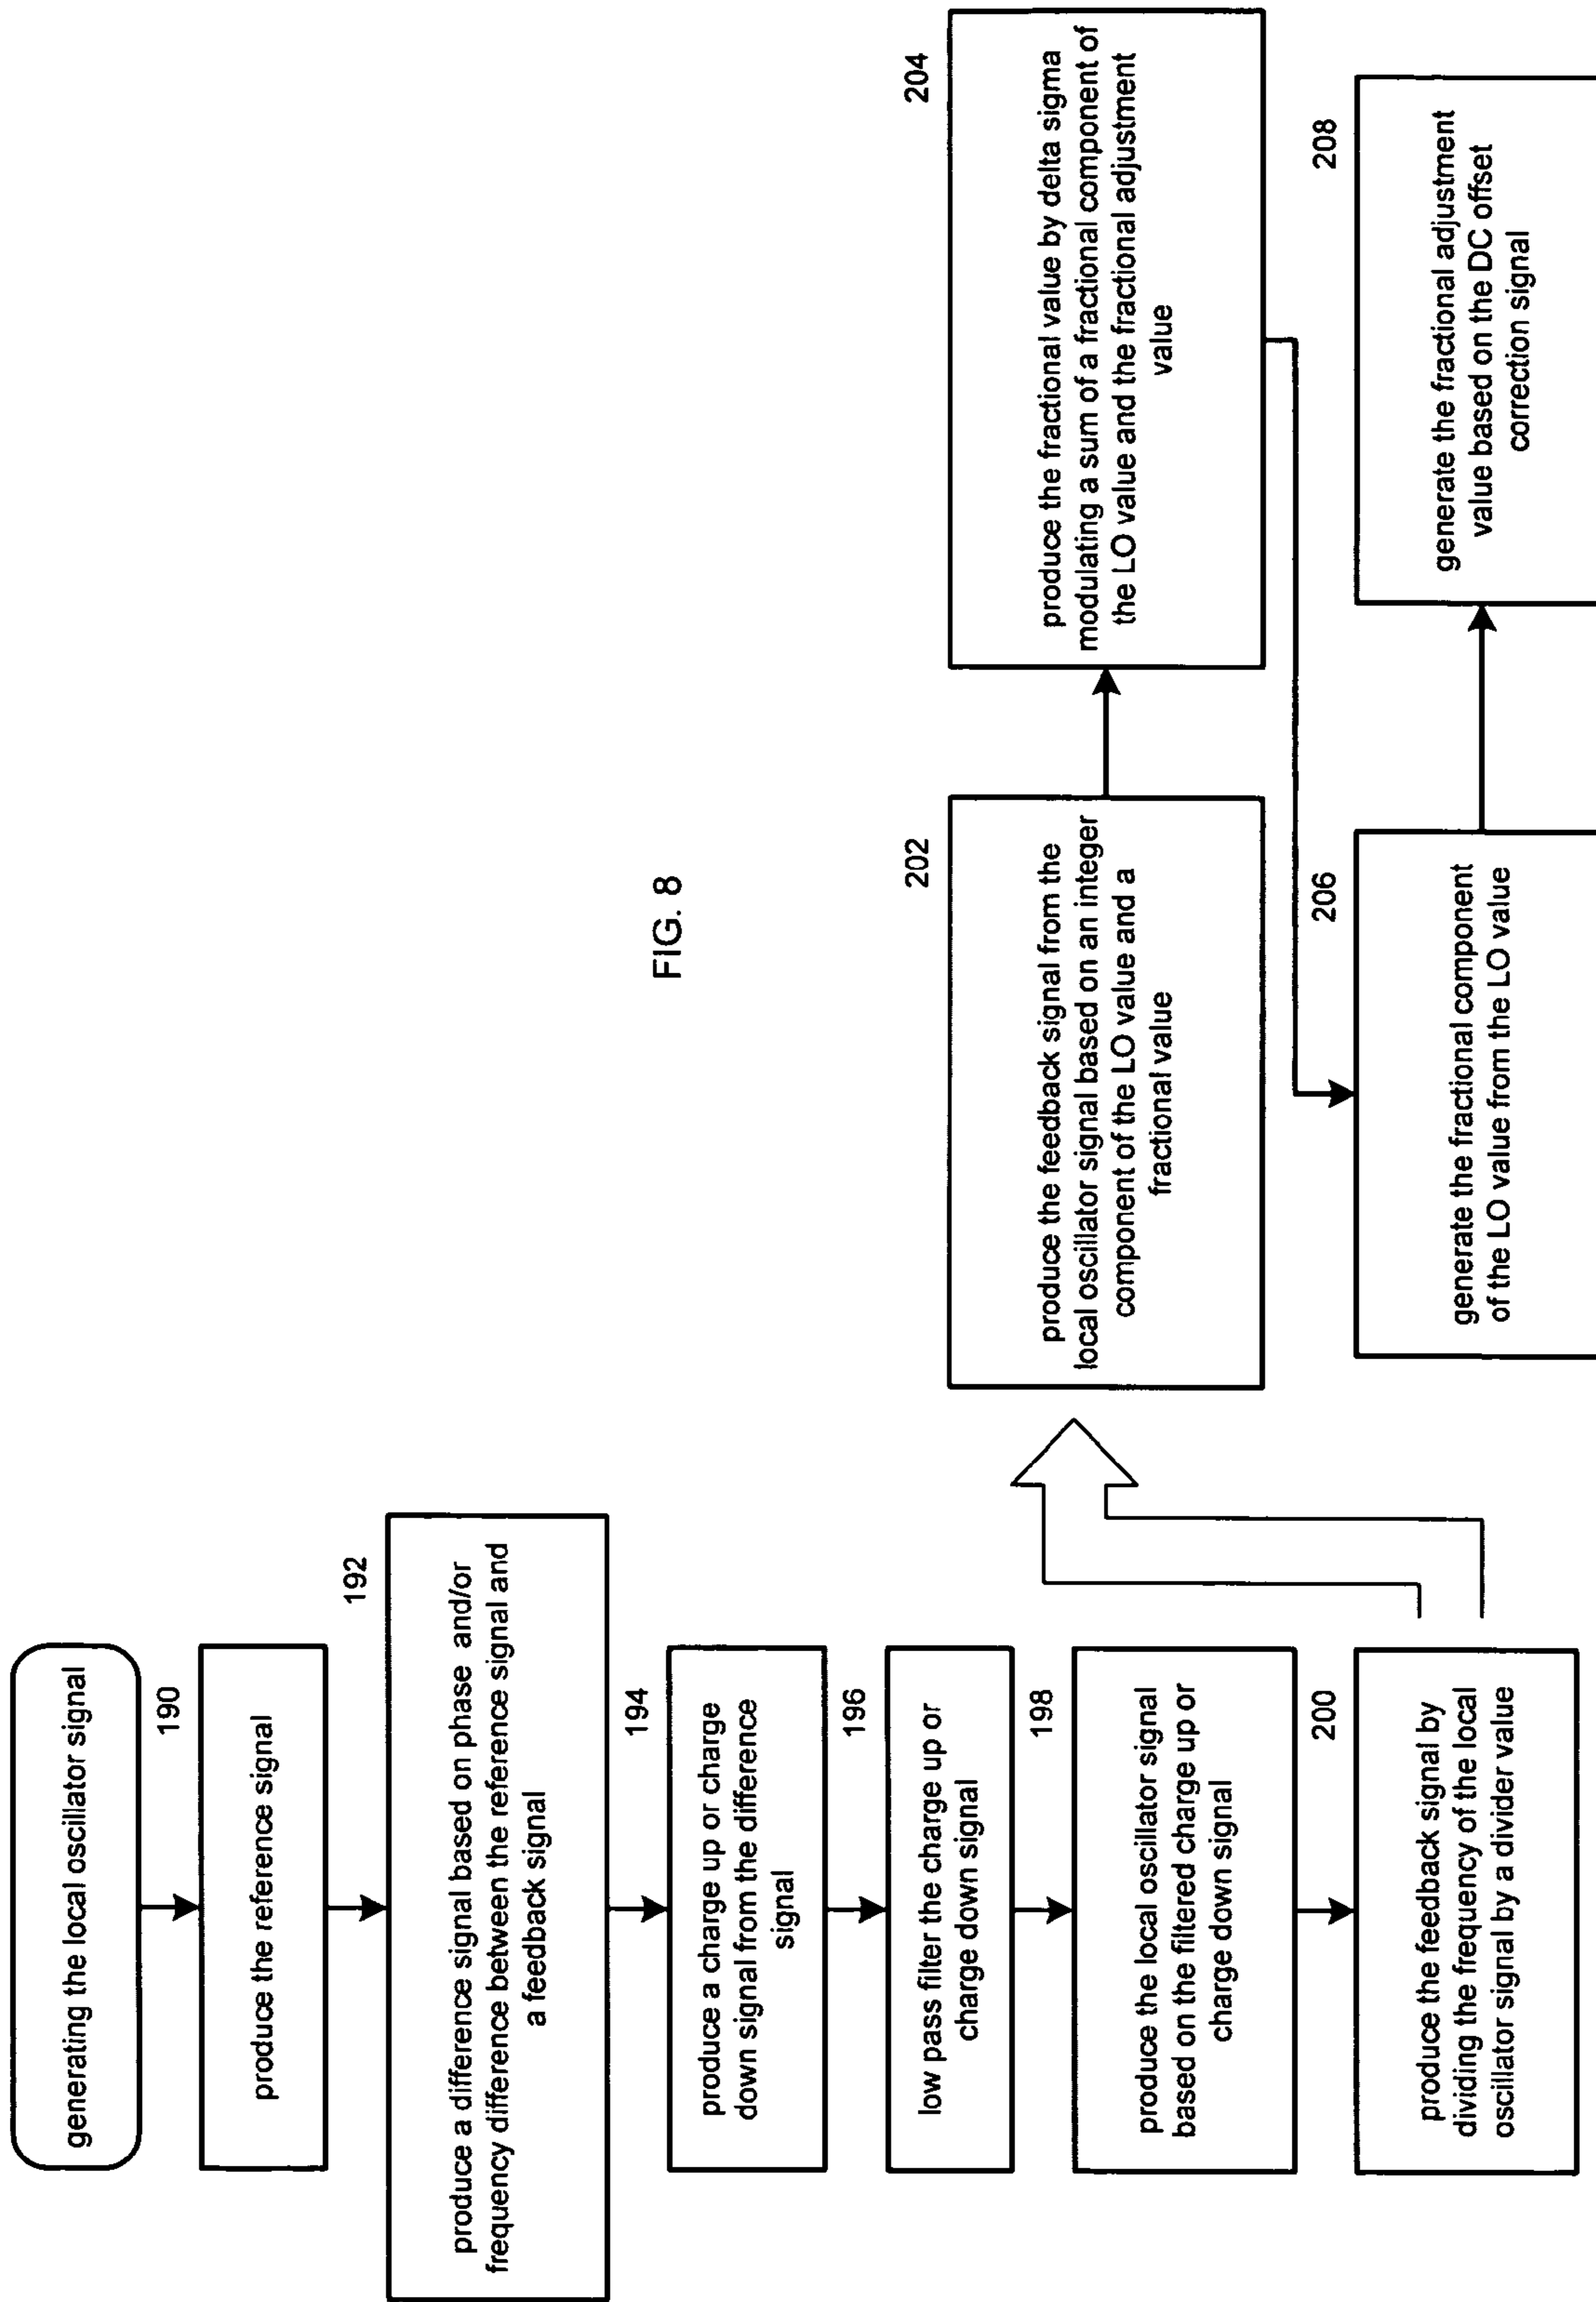 generating the local oscillator signal
190
produce the reference signal
192
produce a difference signal based on phase and/or
frequency difference between the reference signal and
a feedback signal
194
produce a charge up or charge
down signal from the difference
signal
196
low pass filter the charge up or
charge down signal
198
produce the local oscillator signal
based on the filtered charge up or
charge down signal
200
produce the feedback signal by
dividing the frequency of the local
oscillator signal by a divider value
FIG. 8
202
produce the feedback signal from the
local oscillator signal based on an integer
component of the LO value and a
fractional value
204
produce the fractional value by delta sigma
modulating a sum of a fractional component of
the LO value and the fractional adjustment
value
206
generate the fractional component
of the LO value from the LO value
208
generate the fractional adjustment
value based on the DC offset
correction signal